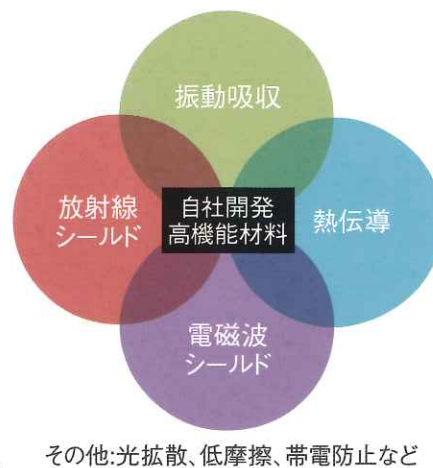 振動吸収
放射線
シールド
自社開発
高機能材料
熱伝導
電磁波
シールド
その他:光拡散、低摩擦、帯電防止など